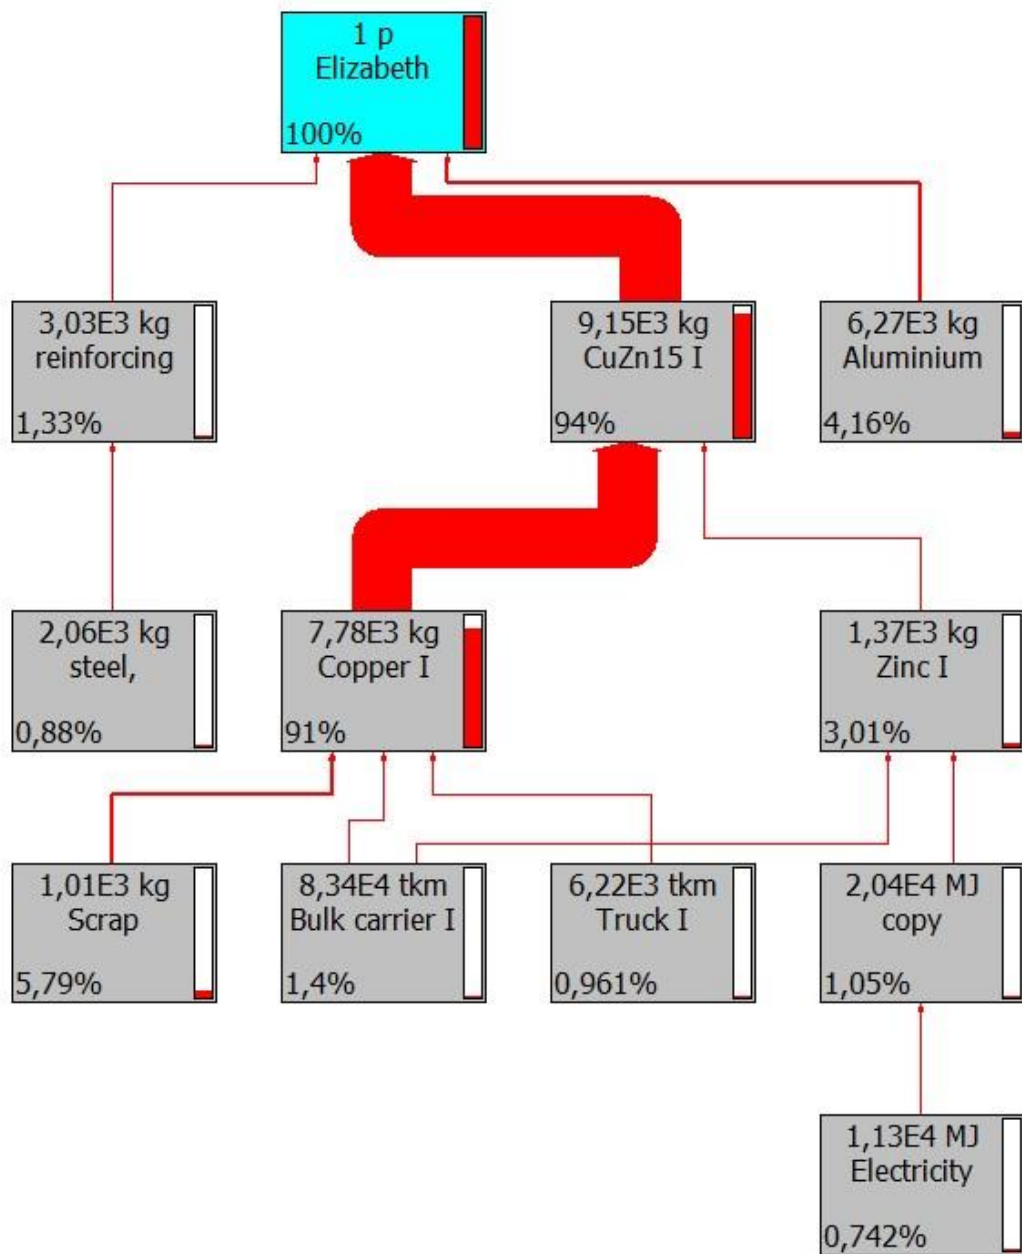 1 p
Elizabeth
100%
3,03E3 kg
reinforcing
1,33%
9,15E3 kg
CuZn15 I
94%
6,27E3 kg
Aluminium
4,16%
2,06E3 kg
steel,
0,88%
7,78E3 kg
Copper I
91%
1,37E3 kg
Zinc I
3,01%
1,01E3 kg
Scrap
5,79%
8,34E4 tkm
Bulk carrier I
1,4%
6,22E3 tkm
Truck I
0,961%
2,04E4 MJ
copy
1,05%
1,13E4 MJ
Electricity
0,742%